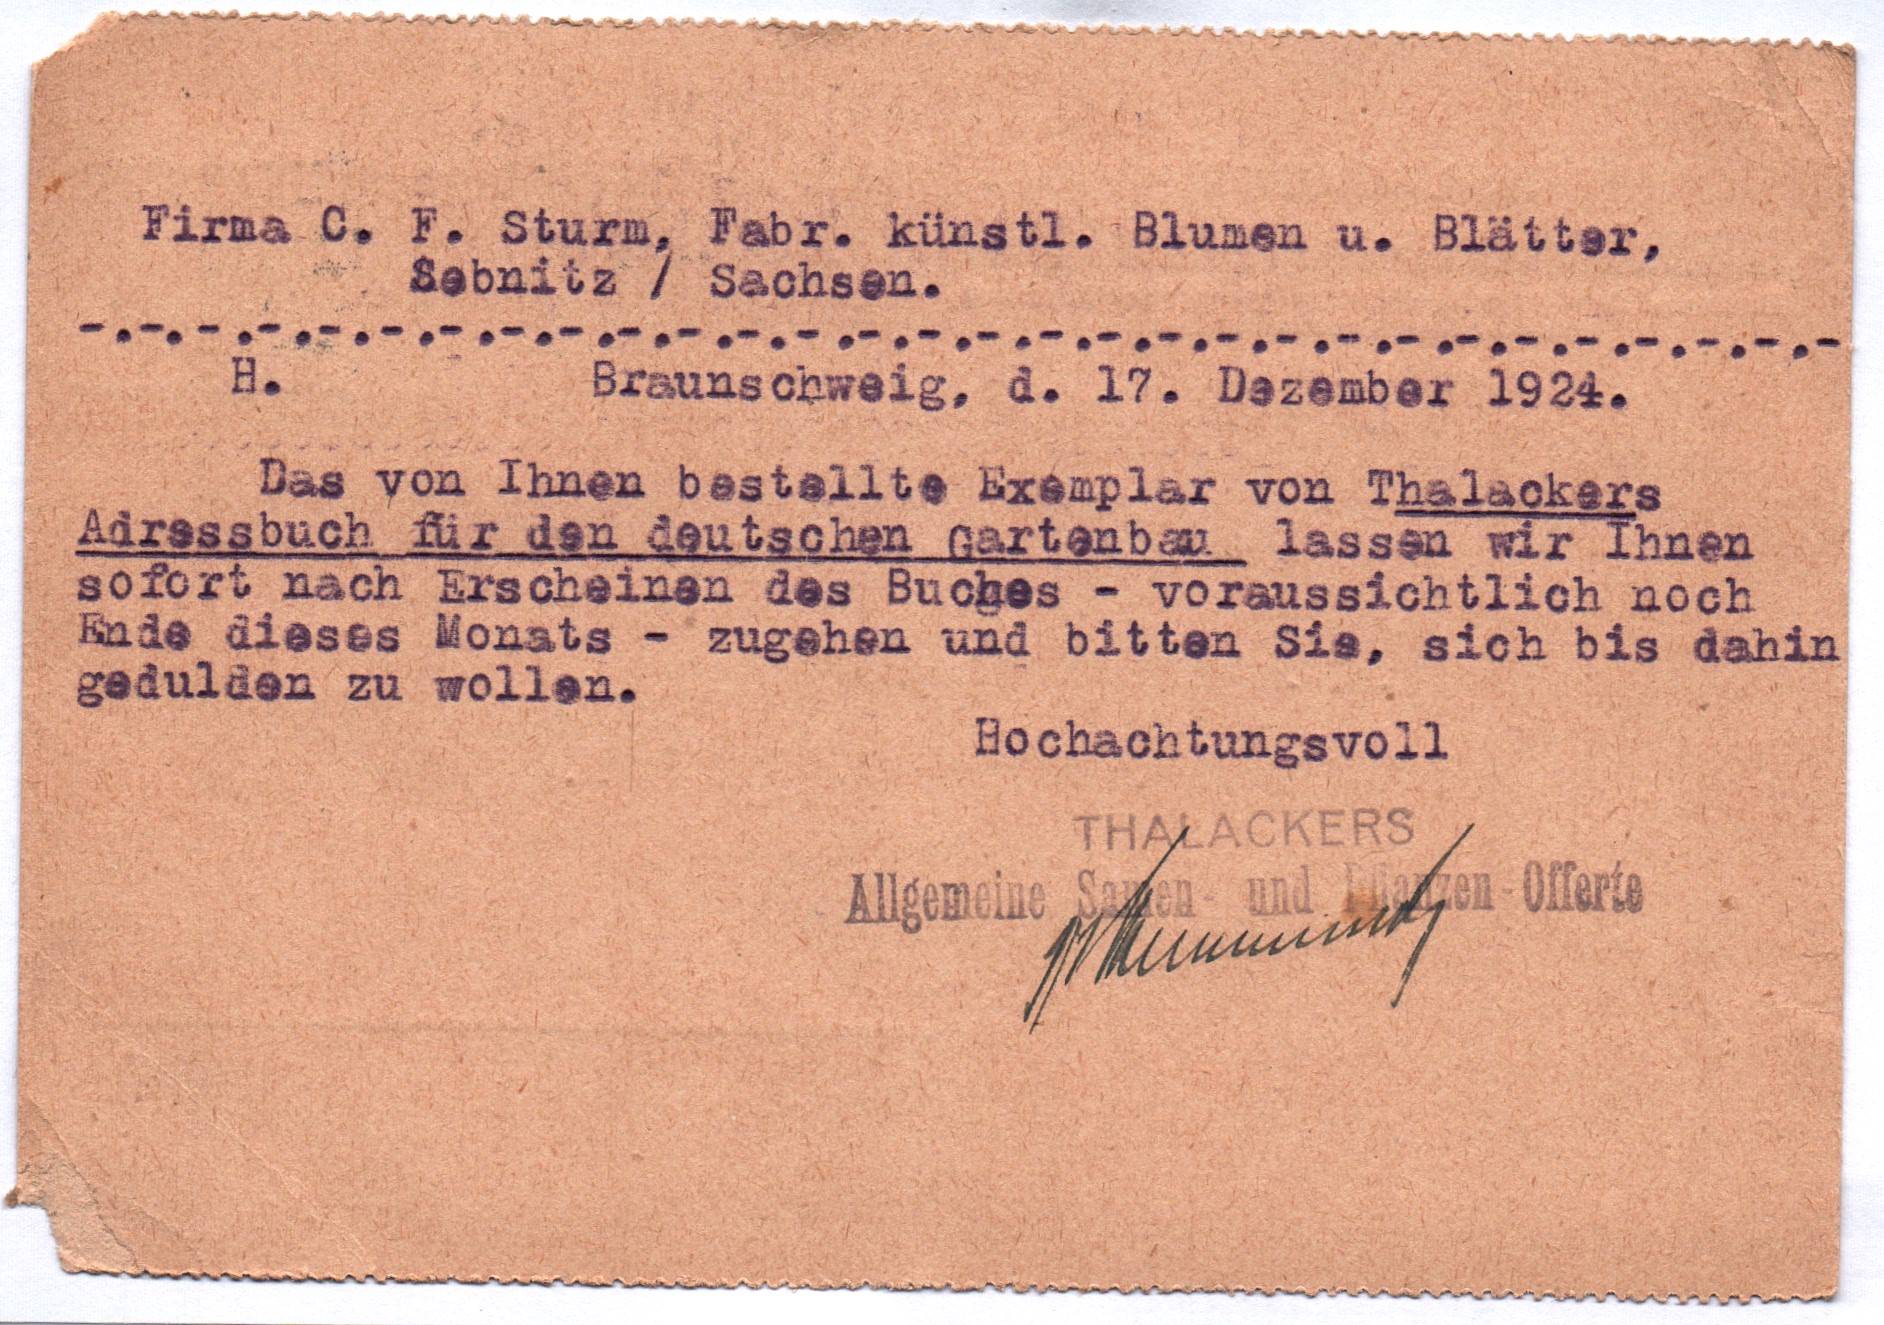 Firma C. F. Sturm, Fabr. künstl. Blumen u. Blätter,
Sebnitz / Sachsen.
-.-.-.-.-.-.-.-.-.-.-.-.-.-.-.-.-.-.-.-.-.-.-.-.-.-.-.-.-.-
H. Braunschweig, d. 17. Dezember 1924.
Das von Ihnen bestellte Exemplar von Thalackers
Adressbuch für den deutschen Gartenbau lassen wir Ihnen
sofort nach Erscheinen des Buches - voraussichtlich noch
Ende dieses Monats - zugehen und bitten Sie, sich bis dahin
gedulden zu wollen.
Hochachtungsvoll
THALACKERS
Allgemeine Samen- und Pflanzen-Offerte